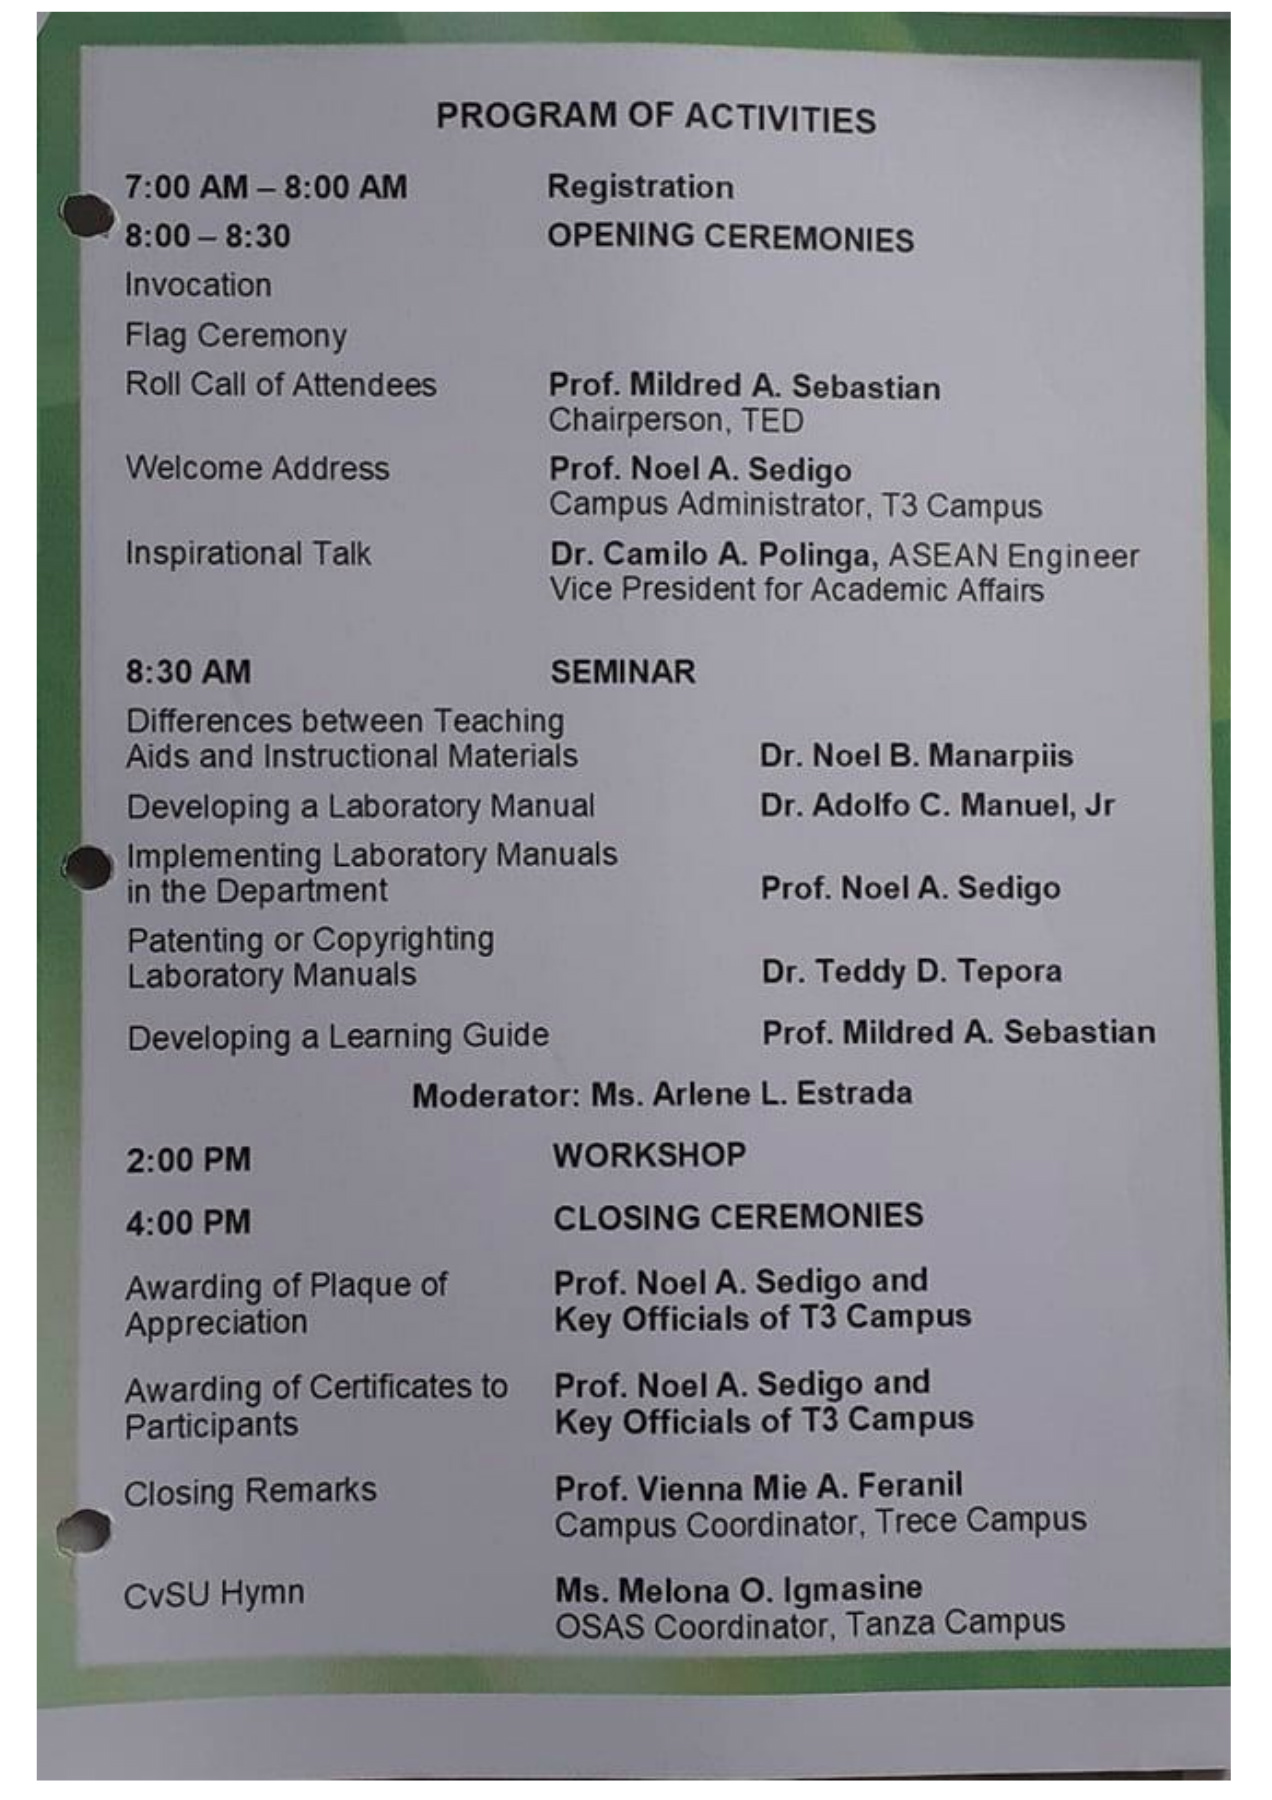 PROGRAM OF ACTIVITIES
7:00 AM – 8:00 AM Registration
8:00 – 8:30 OPENING CEREMONIES
Invocation
Flag Ceremony
Roll Call of Attendees Prof. Mildred A. Sebastian
Chairperson, TED
Welcome Address Prof. Noel A. Sedigo
Campus Administrator, T3 Campus
Inspirational Talk Dr. Camilo A. Polinga, ASEAN Engineer
Vice President for Academic Affairs
8:30 AM SEMINAR
Differences between Teaching
Aids and Instructional Materials Dr. Noel B. Manarpiis
Developing a Laboratory Manual Dr. Adolfo C. Manuel, Jr
Implementing Laboratory Manuals
in the Department Prof. Noel A. Sedigo
Patenting or Copyrighting
Laboratory Manuals Dr. Teddy D. Tepora
Developing a Learning Guide Prof. Mildred A. Sebastian
Moderator: Ms. Arlene L. Estrada
2:00 PM WORKSHOP
4:00 PM CLOSING CEREMONIES
Awarding of Plaque of Prof. Noel A. Sedigo and
Appreciation Key Officials of T3 Campus
Awarding of Certificates to Prof. Noel A. Sedigo and
Participants Key Officials of T3 Campus
Closing Remarks Prof. Vienna Mie A. Feranil
Campus Coordinator, Trece Campus
CvSU Hymn Ms. Melona O. Igmasine
OSAS Coordinator, Tanza Campus